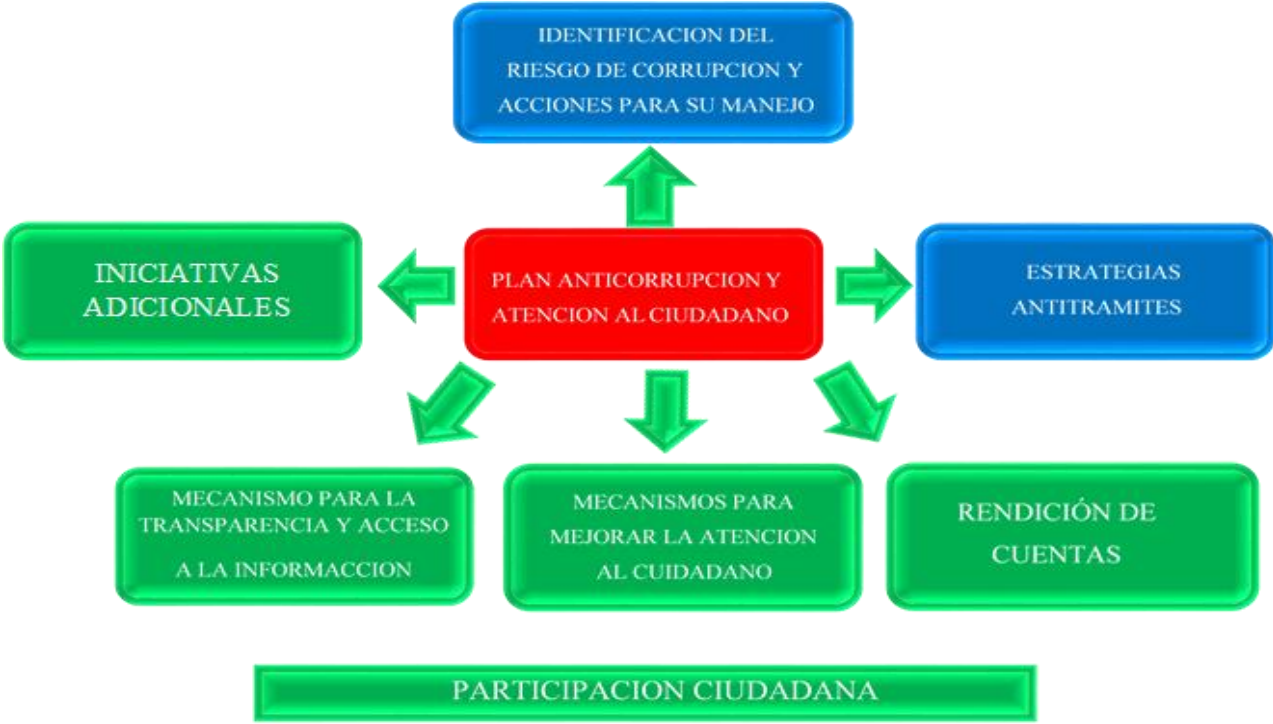 IDENTIFICACION DEL
RIESGO DE CORRUPCION Y
ACCIONES PARA SU MANEJO
INICIATIVAS
ADICIONALES
PLAN ANTICORRUPCION Y
ATENCION AL CIUDADANO
ESTRATEGIAS
ANTITRAMITES
MECANISMO PARA LA
TRANSPARENCIA Y ACCESO
A LA INFORMACCION
MECANISMOS PARA
MEJORAR LA ATENCION
AL CUIDADANO
RENDICIÓN DE
CUENTAS
PARTICIPACION CIUDADANA